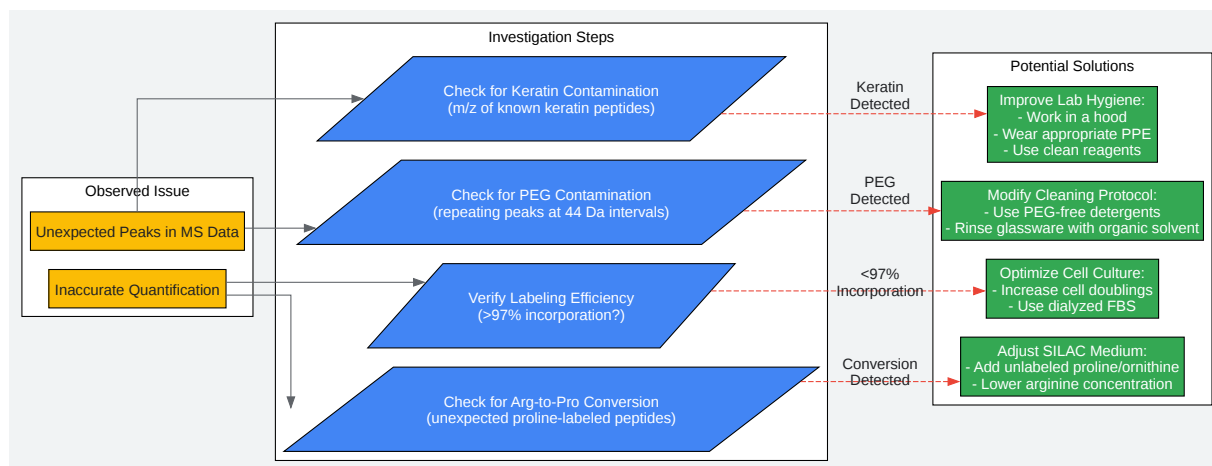 Observed Issue
Unexpected Peaks in MS Data
Inaccurate Quantification
Investigation Steps
Check for Keratin Contamination
(m/z of known keratin peptides)
Check for PEG Contamination
(repeating peaks at 44 Da intervals)
Verify Labeling Efficiency
(>97% incorporation?)
Check for Arg-to-Pro Conversion
(unexpected proline-labeled peptides)
Keratin
Detected
PEG
Detected
<97%
Incorporation
Conversion
Detected
Potential Solutions
Improve Lab Hygiene:
- Work in a hood
- Wear appropriate PPE
- Use clean reagents
Modify Cleaning Protocol:
- Use PEG-free detergents
- Rinse glassware with organic solvent
Optimize Cell Culture:
- Increase cell doublings
- Use dialyzed FBS
Adjust SILAC Medium:
- Add unlabeled proline/ornithine
- Lower arginine concentration